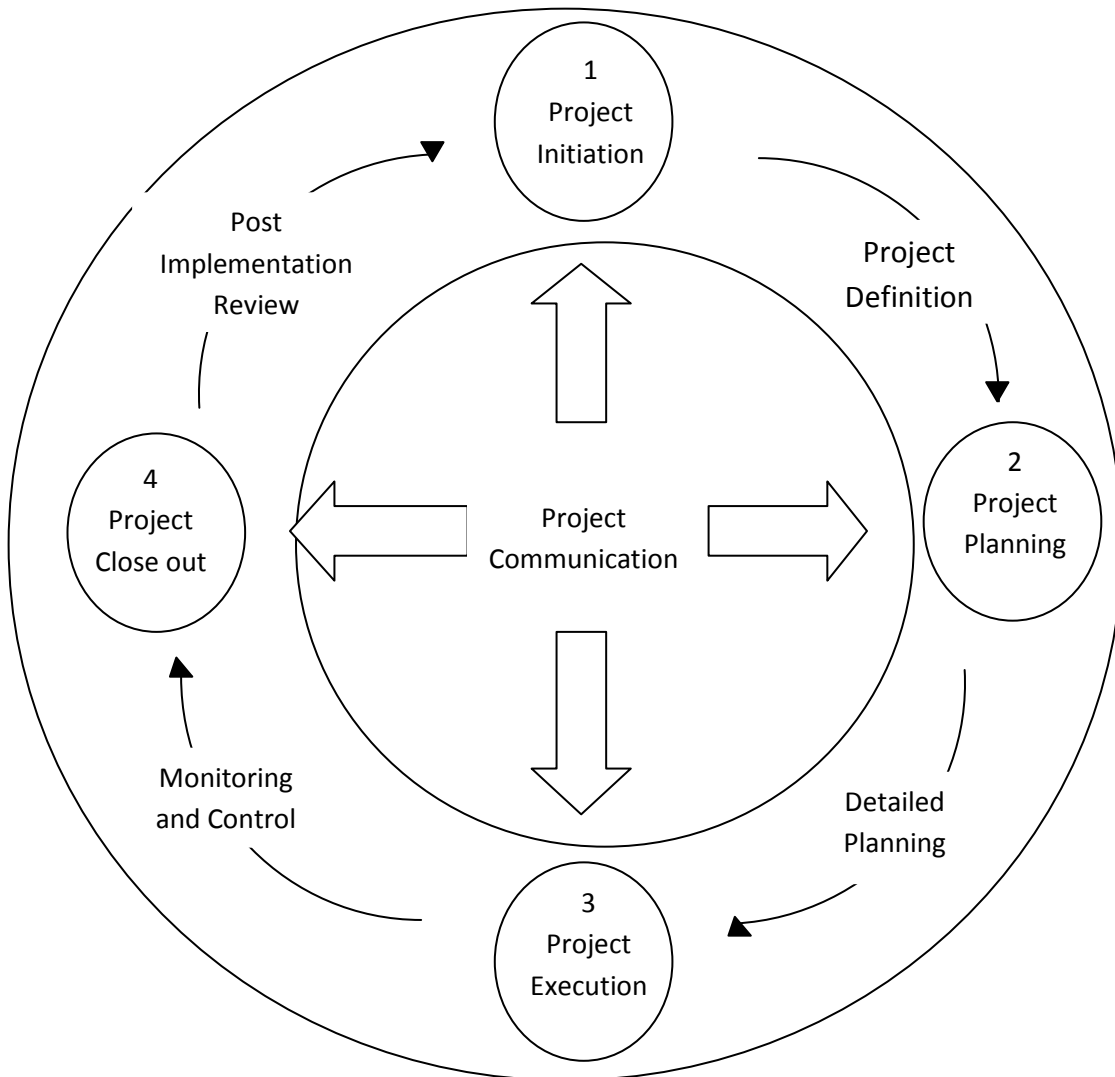 1
Project
Initiation
Project
Definition
2
Project
Planning
Detailed
Planning
3
Project
Execution
Monitoring
and Control
4
Project
Close out
Post
Implementation
Review
Project
Communication